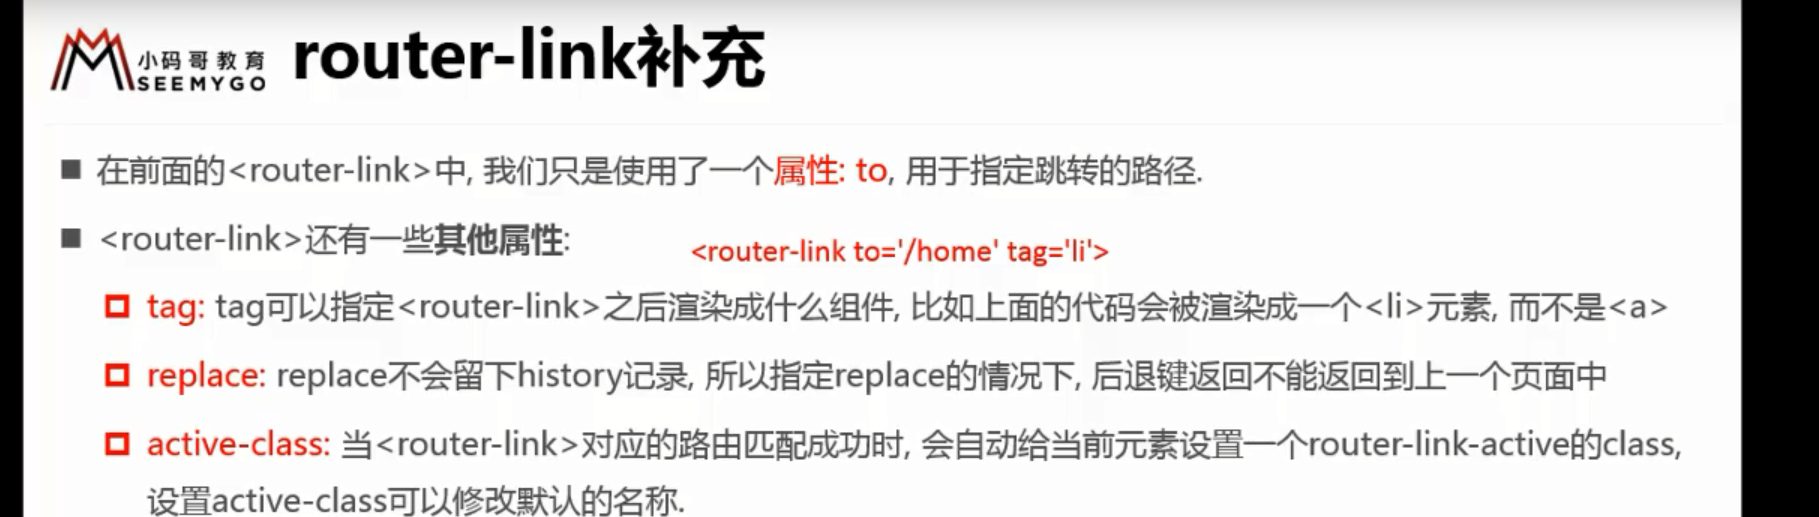 小码哥教育
SEEMYGO
router-link补充
■ 在前面的<router-link>中, 我们只是使用了一个属性: to, 用于指定跳转的路径.
■ <router-link>还有一些其他属性:
<router-link to='/home' tag='li'>
tag: tag可以指定<router-link>之后渲染成什么组件, 比如上面的代码会被渲染成一个<li>元素, 而不是<a>
replace: replace不会留下history记录, 所以指定replace的情况下, 后退键返回不能返回到上一个页面中
active-class: 当<router-link>对应的路由匹配成功时, 会自动给当前元素设置一个router-link-active的class,
设置active-class可以修改默认的名称.